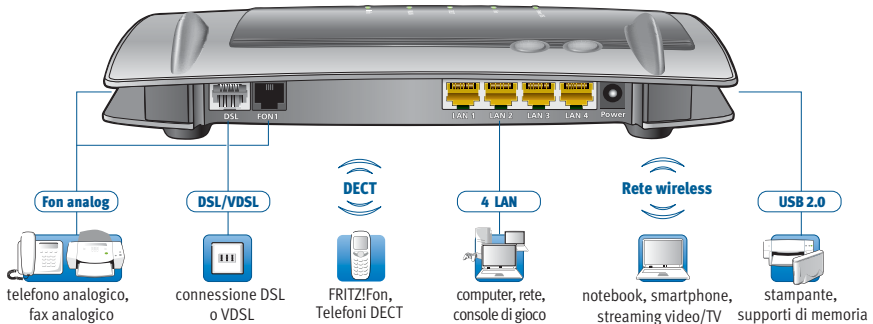 DSL
FON1
LAN 1
LAN 2
LAN 3
LAN 4
Power
Fon analog
DSL/VDSL
DECT
4 LAN
Rete wireless
USB 2.0
telefono analogico,
fax analogico
connessione DSL
o VDSL
FRITZ!Fon,
Telefoni DECT
computer, rete,
console di gioco
notebook, smartphone,
streaming video/TV
stampante,
supporti di memoria